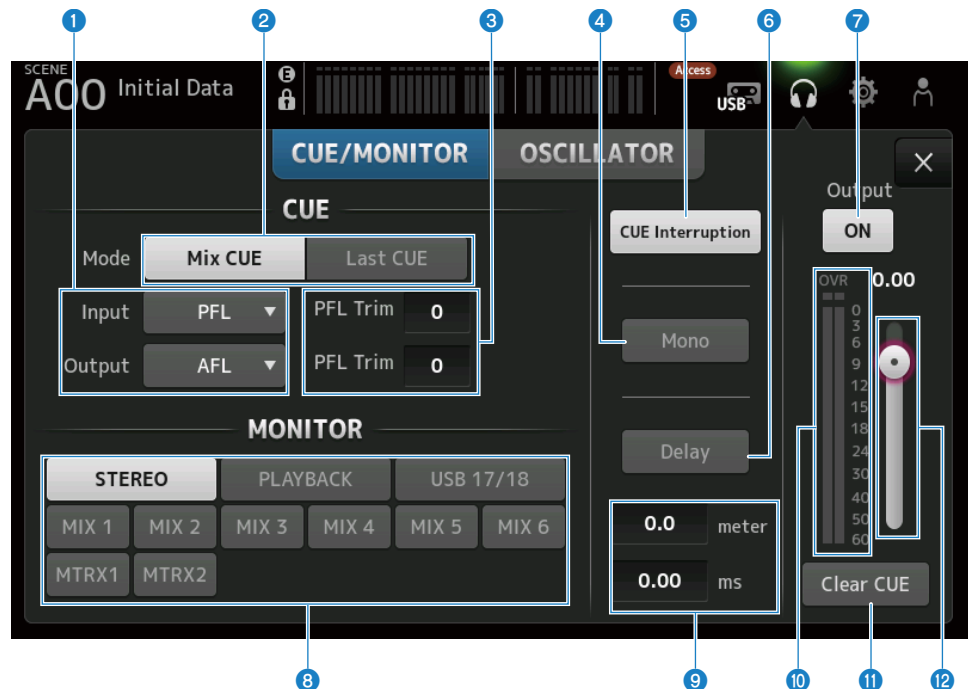 1 2 3 4 5 6 7
SCENE
A00 Initial Data
E
Access
USB
CUE/MONITOR OSCILLATOR
×
CUE
Mode Mix CUE Last CUE
Input PFL ▼ PFL Trim 0
Output AFL ▼ PFL Trim 0
MONITOR
STEREO PLAYBACK USB 17/18
MIX 1 MIX 2 MIX 3 MIX 4 MIX 5 MIX 6
MTRX1 MTRX2
CUE Interruption
Mono
Delay
0.0 meter
0.00 ms
Output
ON
OVR 0.00
0
3
6
9
12
15
18
24
30
40
50
60
Clear CUE
8 9 10 11 12